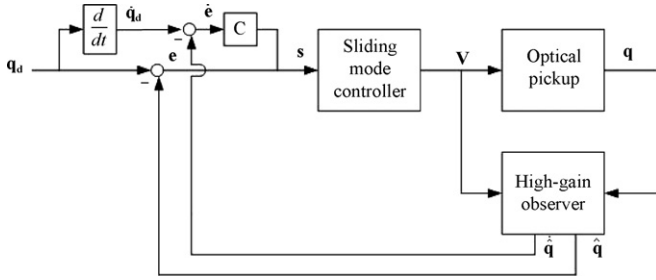 d
dt
q̇d
ė
C
qd
e
s
Sliding
mode
controller
V
Optical
pickup
q
High-gain
observer
q̂̇
q̂
−
−